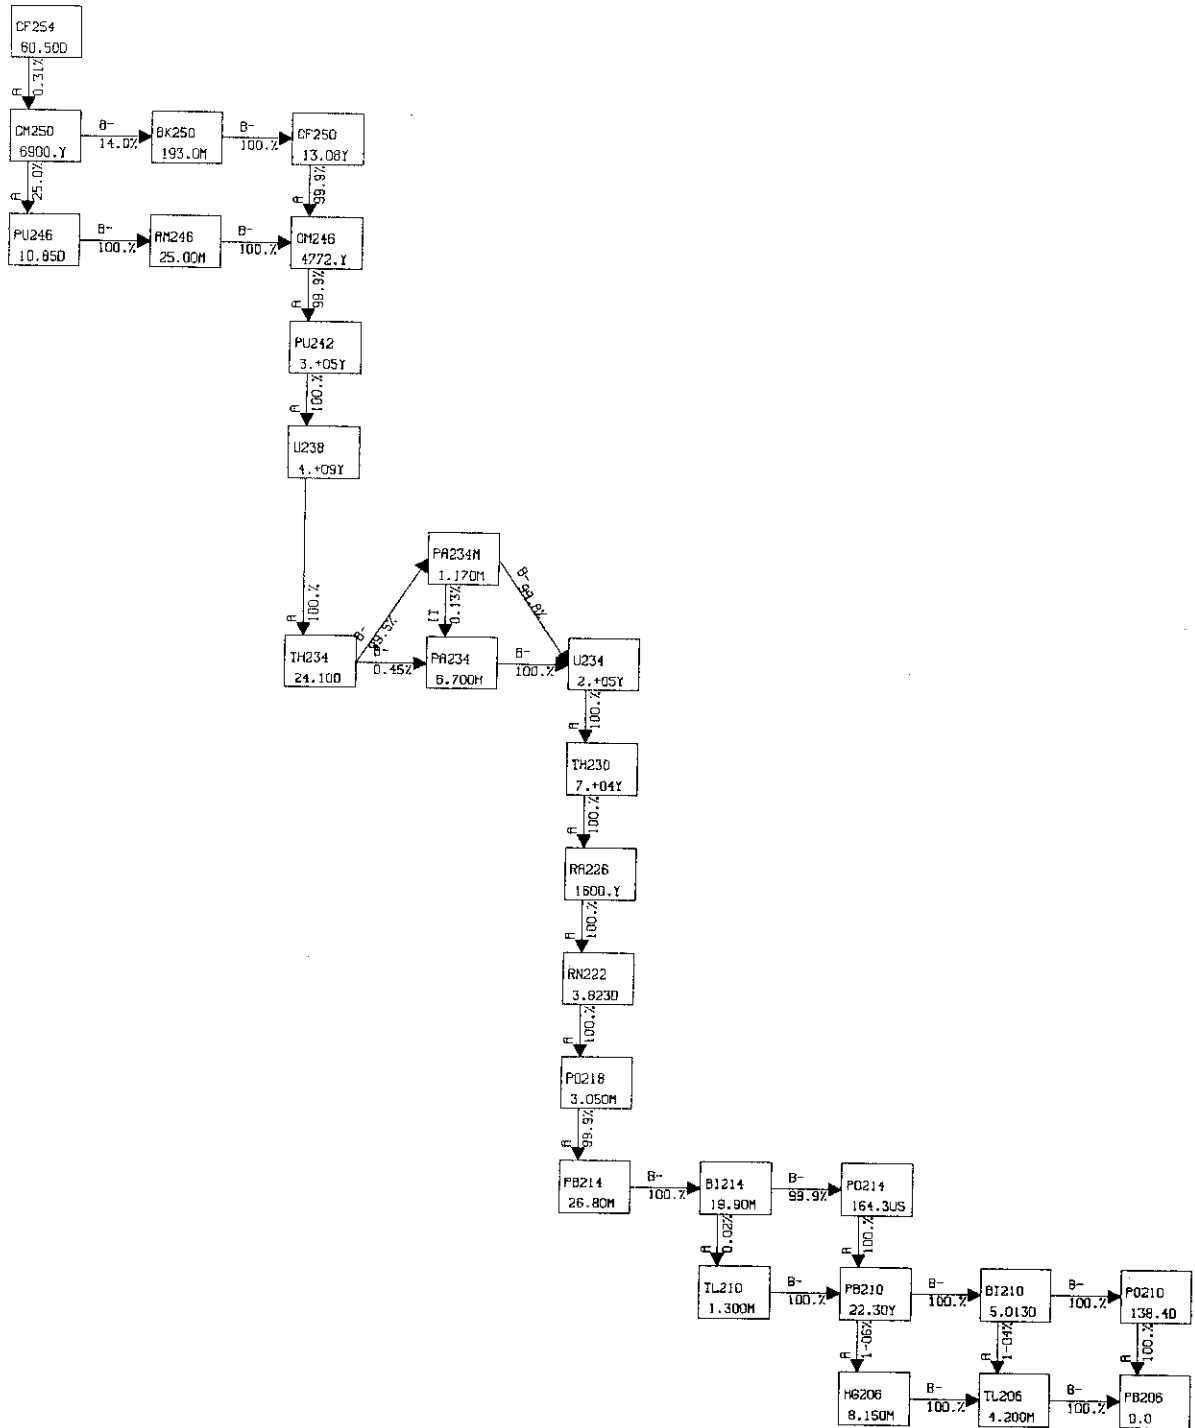 CF254
60.50D
A
0.31%
CM250
6900.Y
B-
14.0%
BK250
193.0M
B-
100.%
CF250
13.08Y
A
25.0%
A
99.9%
PU246
10.85D
B-
100.%
AM246
25.00M
B-
100.%
CM246
4772.Y
A
99.9%
PU242
3.+05Y
A
100.%
U238
4.+09Y
A
100.%
PA234M
1.170M
B-
99.8%
IT
0.13%
B-
99.5%
TH234
24.10D
B-
0.45%
PA234
6.700M
B-
100.%
U234
2.+05Y
A
100.%
TH230
7.+04Y
A
100.%
RA226
1600.Y
A
100.%
RN222
3.823D
A
100.%
PO218
3.050M
A
99.9%
PB214
26.80M
B-
100.%
BI214
19.90M
B-
99.9%
PO214
164.3US
A
0.02%
A
100.%
TL210
1.300M
B-
100.%
PB210
22.30Y
B-
100.%
BI210
5.013D
B-
100.%
PO210
138.4D
A
1-06%
A
1-04%
A
100.%
HG206
8.150M
B-
100.%
TL206
4.200M
B-
100.%
PB206
0.0